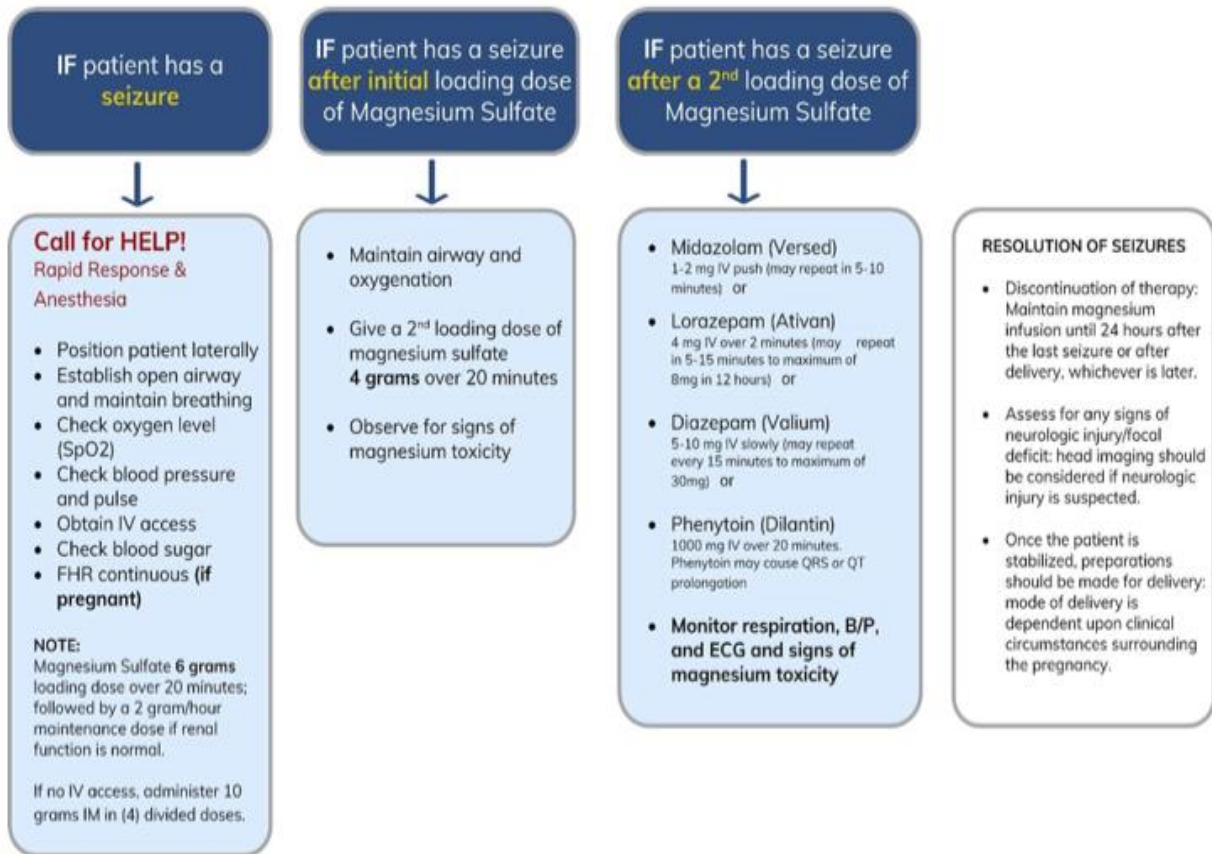 IF patient has a
seizure
Call for HELP!
Rapid Response &
Anesthesia
• Position patient laterally
• Establish open airway
and maintain breathing
• Check oxygen level
(SpO2)
• Check blood pressure
and pulse
• Obtain IV access
• Check blood sugar
• FHR continuous (if
pregnant)
NOTE:
Magnesium Sulfate 6 grams
loading dose over 20 minutes;
followed by a 2 gram/hour
maintenance dose if renal
function is normal.
If no IV access, administer 10
grams IM in (4) divided doses.
IF patient has a seizure
after initial loading dose
of Magnesium Sulfate
• Maintain airway and
oxygenation
• Give a 2nd loading dose of
magnesium sulfate
4 grams over 20 minutes
• Observe for signs of
magnesium toxicity
IF patient has a seizure
after a 2nd loading dose of
Magnesium Sulfate
• Midazolam (Versed)
1-2 mg IV push (may repeat in 5-10
minutes) or
• Lorazepam (Ativan)
4 mg IV over 2 minutes (may repeat
in 5-15 minutes to maximum of
8mg in 12 hours) or
• Diazepam (Valium)
5-10 mg IV slowly (may repeat
every 15 minutes to maximum of
30mg) or
• Phenytoin (Dilantin)
1000 mg IV over 20 minutes.
Phenytoin may cause QRS or QT
prolongation
• Monitor respiration, B/P,
and ECG and signs of
magnesium toxicity
RESOLUTION OF SEIZURES
• Discontinuation of therapy:
Maintain magnesium
infusion until 24 hours after
the last seizure or after
delivery, whichever is later.
• Assess for any signs of
neurologic injury/focal
deficit: head imaging should
be considered if neurologic
injury is suspected.
• Once the patient is
stabilized, preparations
should be made for delivery:
mode of delivery is
dependent upon clinical
circumstances surrounding
the pregnancy.